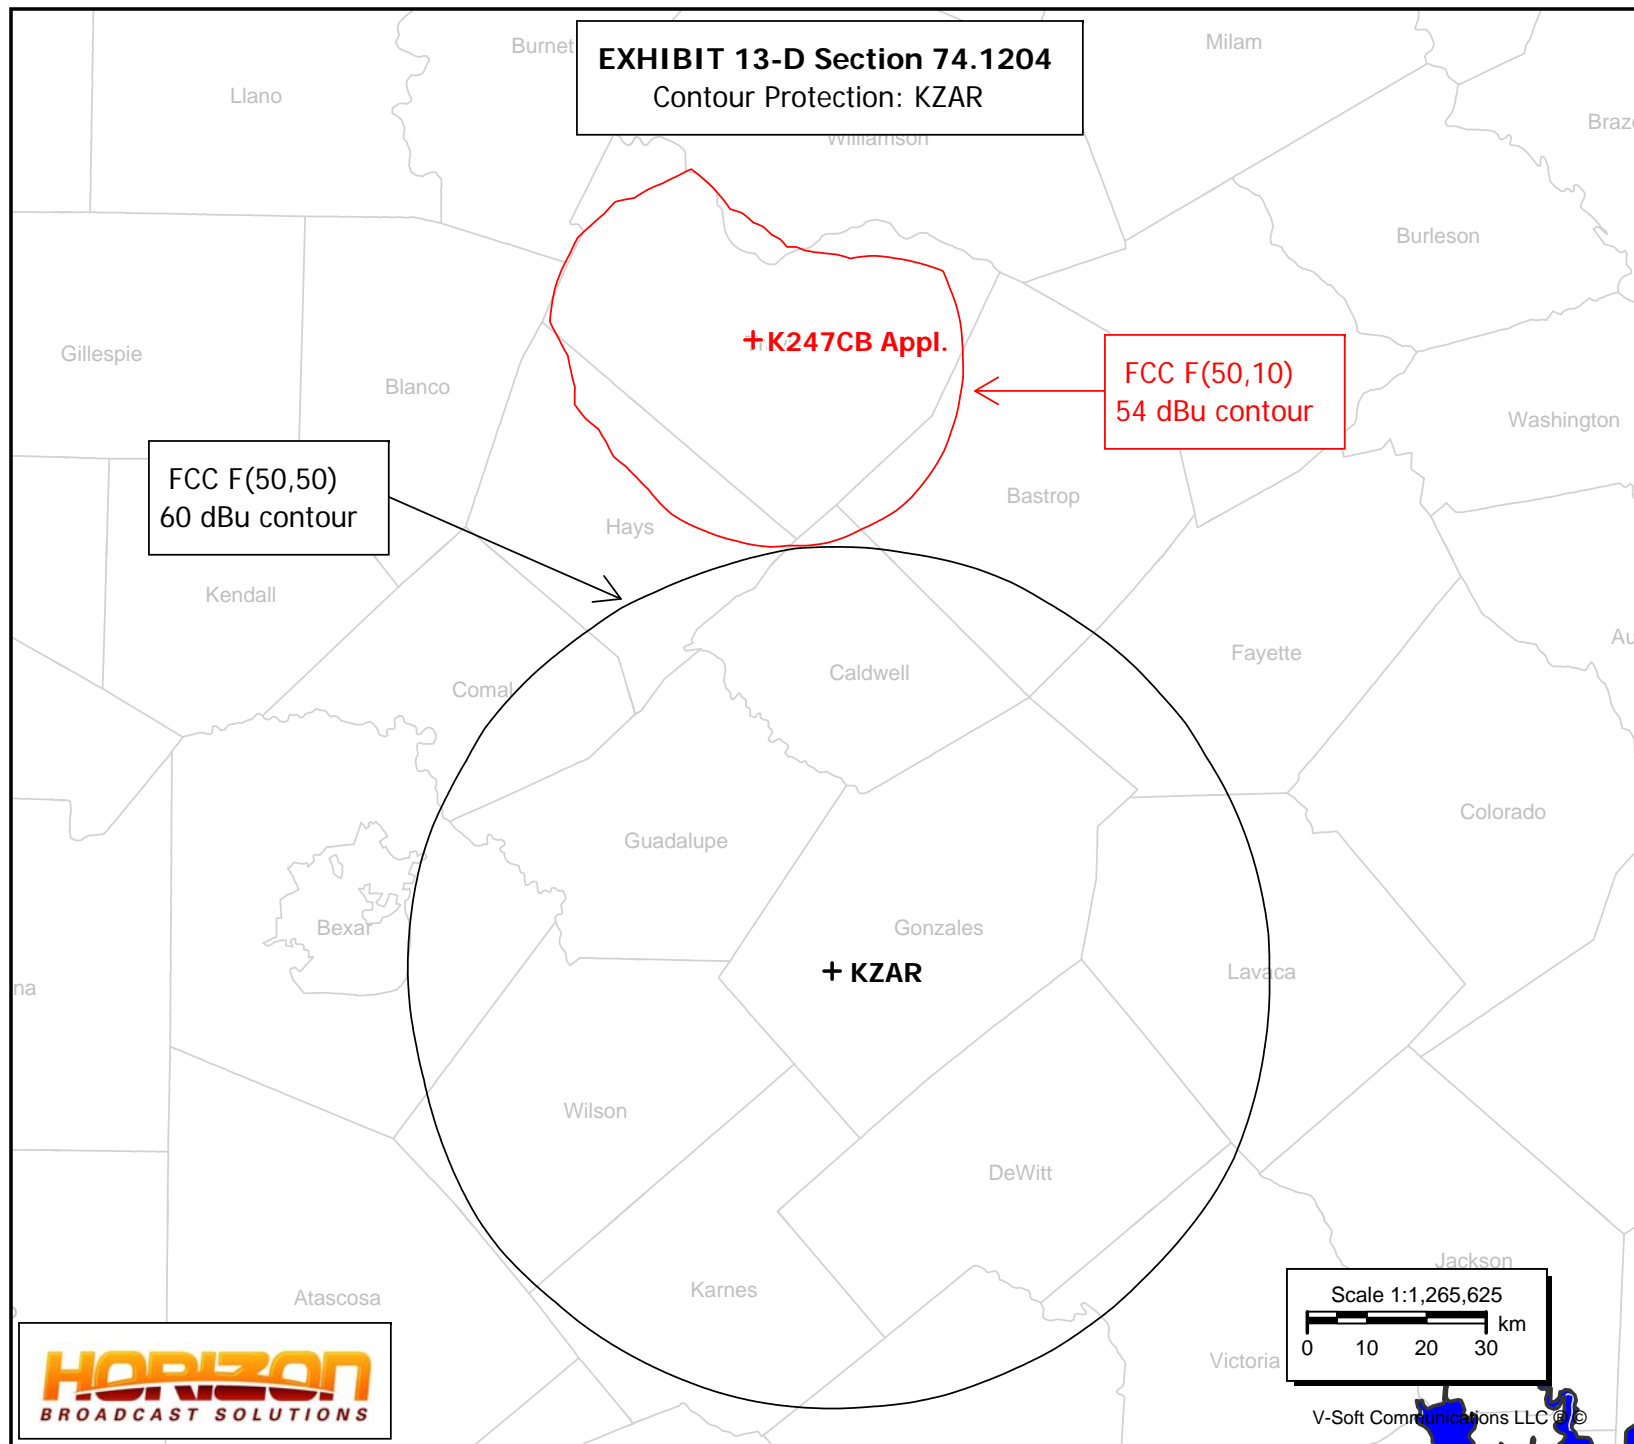 EXHIBIT 13-D Section 74.1204
Contour Protection: KZAR
Burnet
Milam
Llano
Williamson
Burleson
K247CB Appl.
Gillespie
Blanco
FCC F(50,10)
54 dBu contour
Washington
FCC F(50,50)
60 dBu contour
Hays
Bastrop
Kendall
Fayette
Caldwell
Comal
Guadalupe
Colorado
Bexar
Gonzales
KZAR
Lavaca
na
Wilson
DeWitt
Karnes
Atascosa
Jackson
Victoria
Scale 1:1,265,625
km
0 10 20 30
HORIZON
BROADCAST SOLUTIONS
V-Soft Communications LLC ® ©